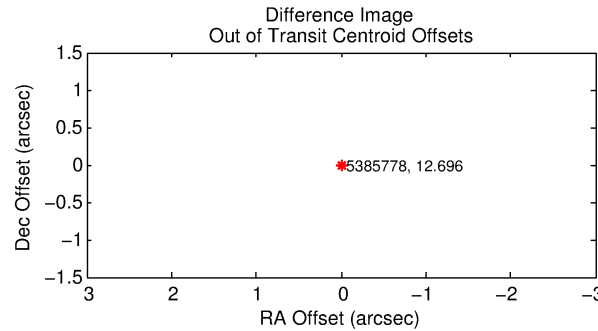 Difference Image
Out of Transit Centroid Offsets
Dec Offset (arcsec)
1.5
1
0.5
0
−0.5
−1
−1.5
5385778, 12.696
3 2 1 0 −1 −2 −3
RA Offset (arcsec)